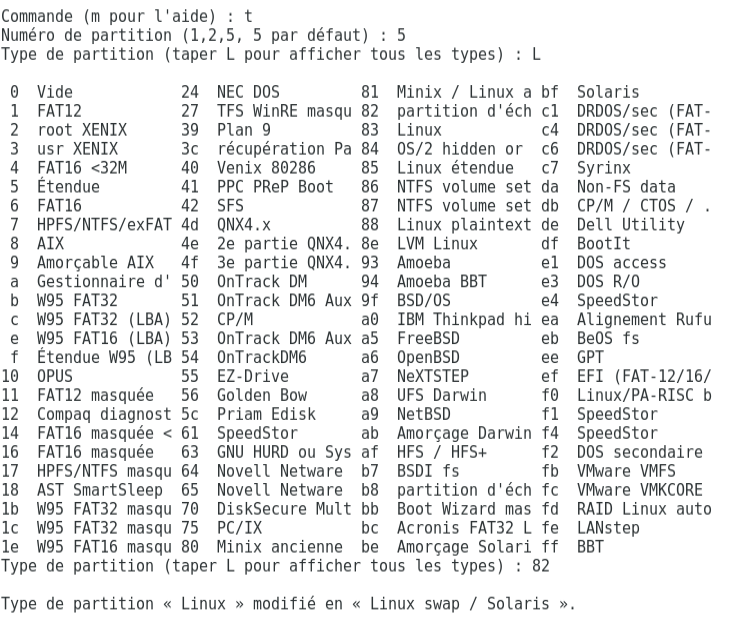 Commande (m pour l'aide) : t
Numéro de partition (1,2,5, 5 par défaut) : 5
Type de partition (taper L pour afficher tous les types) : L
0 Vide 24 NEC DOS 81 Minix / Linux a bf Solaris
1 FAT12 27 TFS WinRE masqu 82 partition d'éch c1 DRDOS/sec (FAT-
2 root XENIX 39 Plan 9 83 Linux c4 DRDOS/sec (FAT-
3 usr XENIX 3c récupération Pa 84 OS/2 hidden or c6 DRDOS/sec (FAT-
4 FAT16 <32M 40 Venix 80286 85 Linux étendue c7 Syrinx
5 Étendue 41 PPC PReP Boot 86 NTFS volume set da Non-FS data
6 FAT16 42 SFS 87 NTFS volume set db CP/M / CTOS / .
7 HPFS/NTFS/exFAT 4d QNX4.x 88 Linux plaintext de Dell Utility
8 AIX 4e 2e partie QNX4. 8e LVM Linux df BootIt
9 Amorçable AIX 4f 3e partie QNX4. 93 Amoeba e1 DOS access
a Gestionnaire d' 50 OnTrack DM 94 Amoeba BBT e3 DOS R/O
b W95 FAT32 51 OnTrack DM6 Aux 9f BSD/OS e4 SpeedStor
c W95 FAT32 (LBA) 52 CP/M a0 IBM Thinkpad hi ea Alignement Rufu
e W95 FAT16 (LBA) 53 OnTrack DM6 Aux a5 FreeBSD eb BeOS fs
f Étendue W95 (LB 54 OnTrackDM6 a6 OpenBSD ee GPT
10 OPUS 55 EZ-Drive a7 NeXTSTEP ef EFI (FAT-12/16/
11 FAT12 masquée 56 Golden Bow a8 UFS Darwin f0 Linux/PA-RISC b
12 Compaq diagnost 5c Priam Edisk a9 NetBSD f1 SpeedStor
14 FAT16 masquée < 61 SpeedStor ab Amorçage Darwin f4 SpeedStor
16 FAT16 masquée 63 GNU HURD ou Sys af HFS / HFS+ f2 DOS secondaire
17 HPFS/NTFS masqu 64 Novell Netware b7 BSDI fs fb VMware VMFS
18 AST SmartSleep 65 Novell Netware b8 partition d'éch fc VMware VMKCORE
1b W95 FAT32 masqu 70 DiskSecure Mult bb Boot Wizard mas fd RAID Linux auto
1c W95 FAT32 masqu 75 PC/IX bc Acronis FAT32 L fe LANstep
1e W95 FAT16 masqu 80 Minix ancienne be Amorçage Solari ff BBT
Type de partition (taper L pour afficher tous les types) : 82
Type de partition « Linux » modifié en « Linux swap / Solaris ».